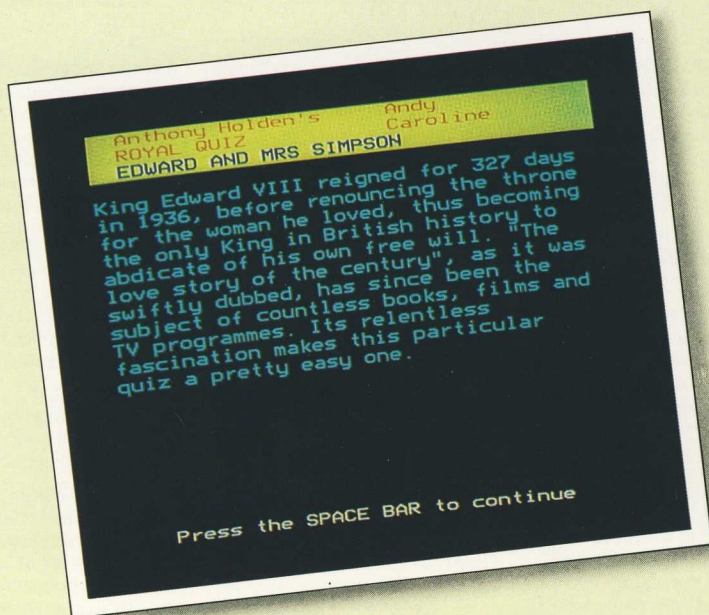 Anthony Holden's Andy
ROYAL QUIZ Caroline
EDWARD AND MRS SIMPSON
King Edward VIII reigned for 327 days
in 1936, before renouncing the throne
for the woman he loved, thus becoming
the only King in British history to
abdicate of his own free will. "The
love story of the century", as it was
swiftly dubbed, has since been the
subject of countless books, films and
TV programmes. Its relentless
fascination makes this particular
quiz a pretty easy one.
Press the SPACE BAR to continue